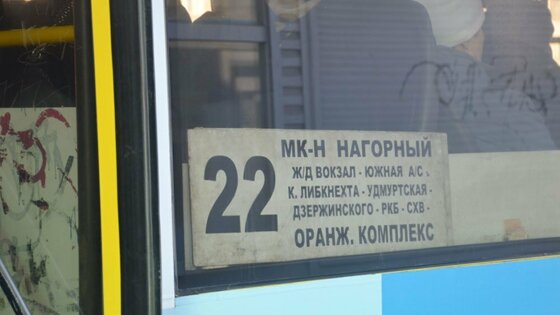 22
МК-Н НАГОРНЫЙ
Ж/Д ВОКЗАЛ - ЮЖНАЯ А/С -
К. ЛИБКНЕХТА - УДМУРТСКАЯ -
ДЗЕРЖИНСКОГО - РКБ - СХВ -
ОРАНЖ. КОМПЛЕКС